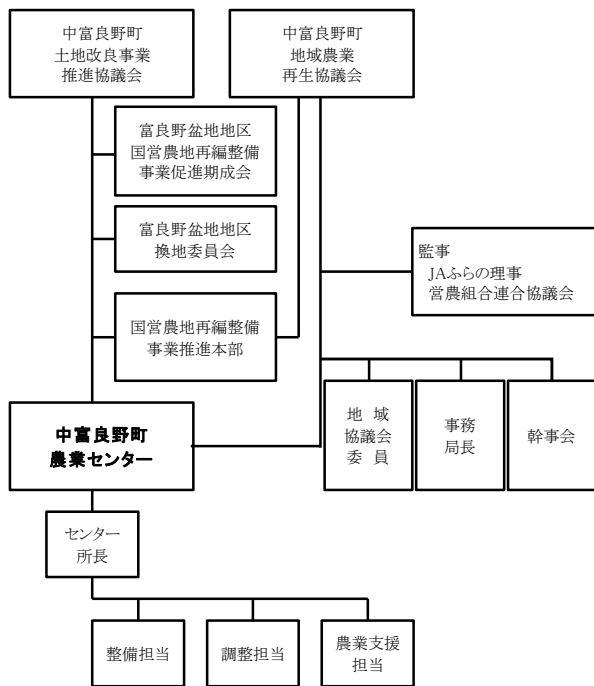 中富良野町
土地改良事業
推進協議会
中富良野町
地域農業
再生協議会
富良野盆地地区
国営農地再編整備
事業促進期成会
富良野盆地地区
換地委員会
監事
JAふらの理事
営農組合連合協議会
国営農地再編整備
事業推進本部
中富良野町
農業センター
地 域
協議会
委 員
事務
局長
幹事会
センター
所長
整備担当
調整担当
農業支援
担当